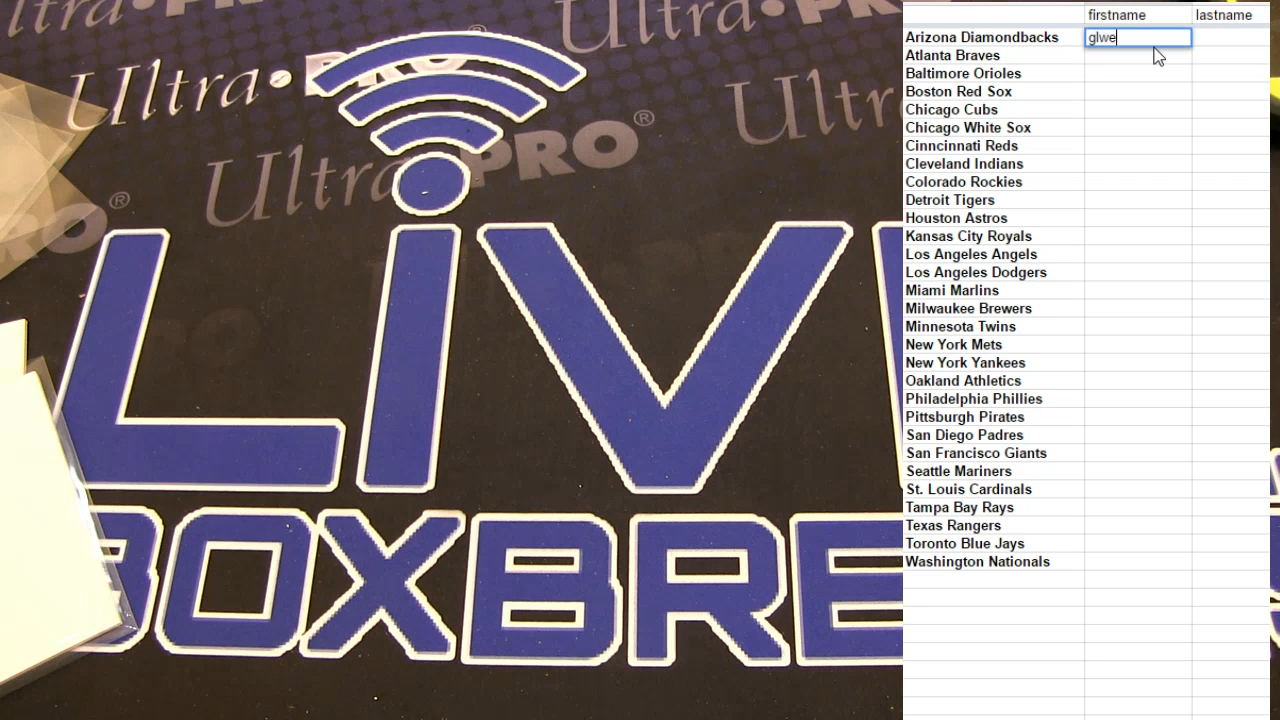 Ultra•PRO
Ultra•PRO®
Ultra PRO®
Ultra
RO®
LIV
BOXBRE
firstname lastname
Arizona Diamondbacks glwe
Atlanta Braves
Baltimore Orioles
Boston Red Sox
Chicago Cubs
Chicago White Sox
Cinncinnati Reds
Cleveland Indians
Colorado Rockies
Detroit Tigers
Houston Astros
Kansas City Royals
Los Angeles Angels
Los Angeles Dodgers
Miami Marlins
Milwaukee Brewers
Minnesota Twins
New York Mets
New York Yankees
Oakland Athletics
Philadelphia Phillies
Pittsburgh Pirates
San Diego Padres
San Francisco Giants
Seattle Mariners
St. Louis Cardinals
Tampa Bay Rays
Texas Rangers
Toronto Blue Jays
Washington Nationals